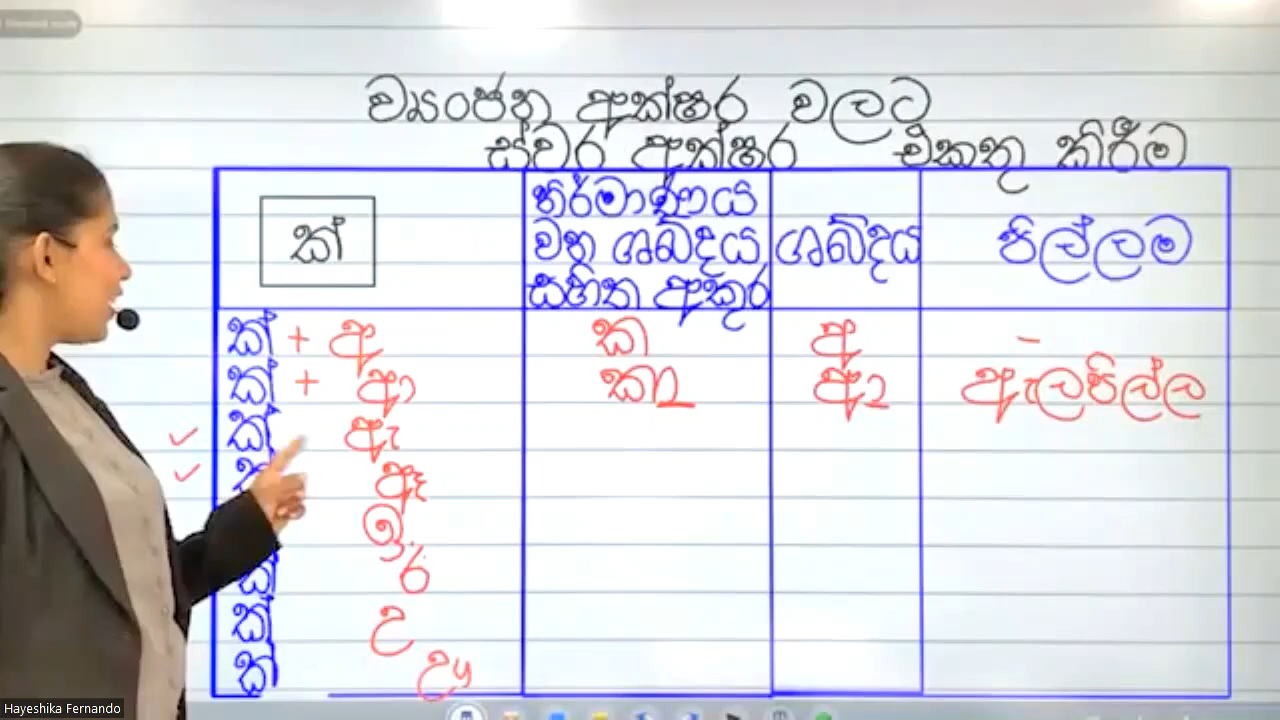 ව්‍යංජන අක්ෂර වලට
ස්වර අක්ෂර එකතු කිරීම
ක්
නිර්මාණය
වන ශබ්දය
සහිත අකුර
ශබ්දය
පිල්ලම
ක් + අ ක අ –
ක් + ආ කා ආ ඇලපිල්ල
ක් ඇ
ඈ
ඉ
ඊ
ක් උ
ක් ඌ
Hayeshika Fernando